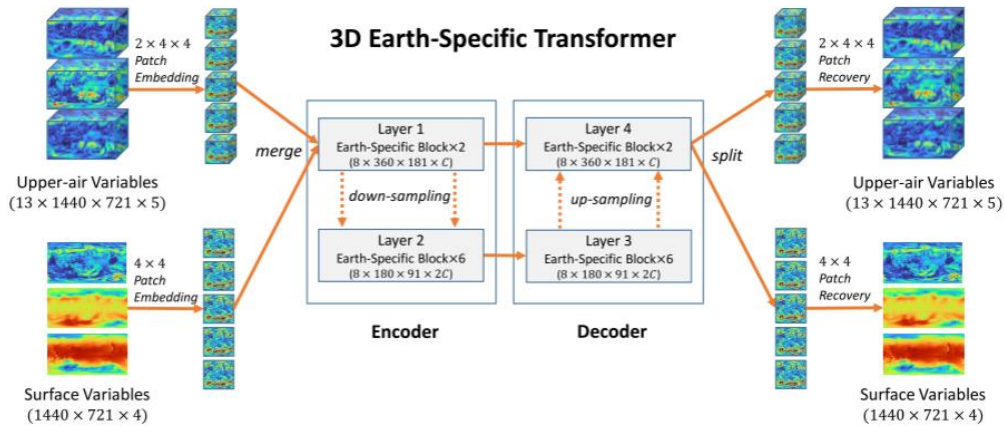 3D Earth-Specific Transformer
2 × 4 × 4
Patch
Embedding
Upper-air Variables
(13 × 1440 × 721 × 5)
4 × 4
Patch
Embedding
Surface Variables
(1440 × 721 × 4)
merge
Layer 1
Earth-Specific Block×2
(8 × 360 × 181 × C)
down-sampling
Layer 2
Earth-Specific Block×6
(8 × 180 × 91 × 2C)
Encoder
Layer 4
Earth-Specific Block×2
(8 × 360 × 181 × C)
up-sampling
Layer 3
Earth-Specific Block×6
(8 × 180 × 91 × 2C)
Decoder
split
2 × 4 × 4
Patch
Recovery
Upper-air Variables
(13 × 1440 × 721 × 5)
4 × 4
Patch
Recovery
Surface Variables
(1440 × 721 × 4)